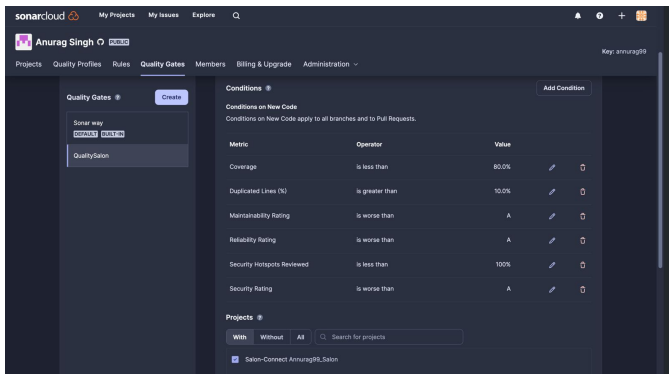 sonarcloud My Projects My Issues Explore
Anurag Singh PUBLIC
Key: annurag99
Projects Quality Profiles Rules Quality Gates Members Billing & Upgrade Administration
Quality Gates ? Create
Sonar way
DEFAULT BUILT-IN
QualitySalon
Conditions ? Add Condition
Conditions on New Code
Conditions on New Code apply to all branches and to Pull Requests.
Metric Operator Value
Coverage is less than 80.0%
Duplicated Lines (%) is greater than 10.0%
Maintainability Rating is worse than A
Reliability Rating is worse than A
Security Hotspots Reviewed is less than 100%
Security Rating is worse than A
Projects ?
With Without All Search for projects
Salon-Connect Annurag99_Salon